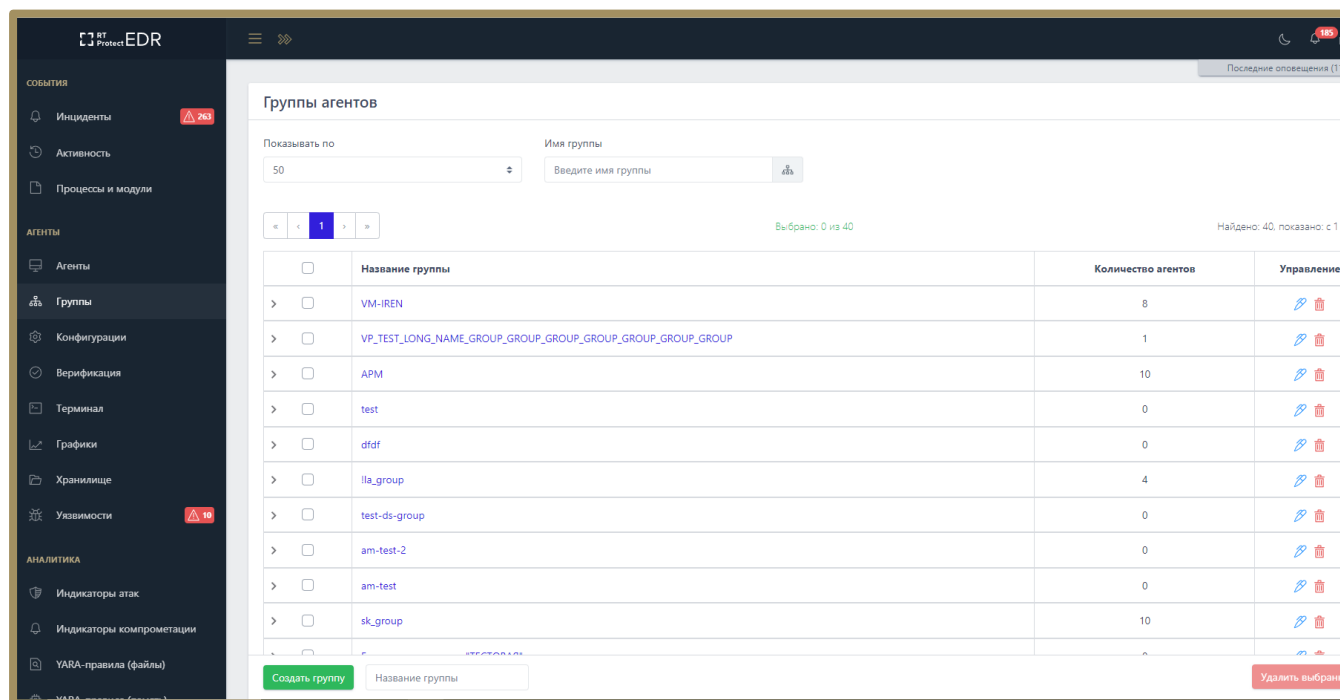 RT Protect EDR
185
Последние оповещения (1
СОБЫТИЯ
Инциденты 263
Активность
Процессы и модули
АГЕНТЫ
Агенты
Группы
Конфигурации
Верификация
Терминал
Графики
Хранилище
Уязвимости 10
АНАЛИТИКА
Индикаторы атак
Индикаторы компрометации
YARA-правила (файлы)
Группы агентов
Показывать по Имя группы
50 Введите имя группы
« ‹ 1 › » Выбрано: 0 из 40 Найдено: 40, показано: с 1
Название группы Количество агентов Управление
VM-IREN 8
VP_TEST_LONG_NAME_GROUP_GROUP_GROUP_GROUP_GROUP_GROUP_GROUP 1
АРМ 10
test 0
dfdf 0
!la_group 4
test-ds-group 0
am-test-2 0
am-test 0
sk_group 10
Создать группу Название группы Удалить выбран